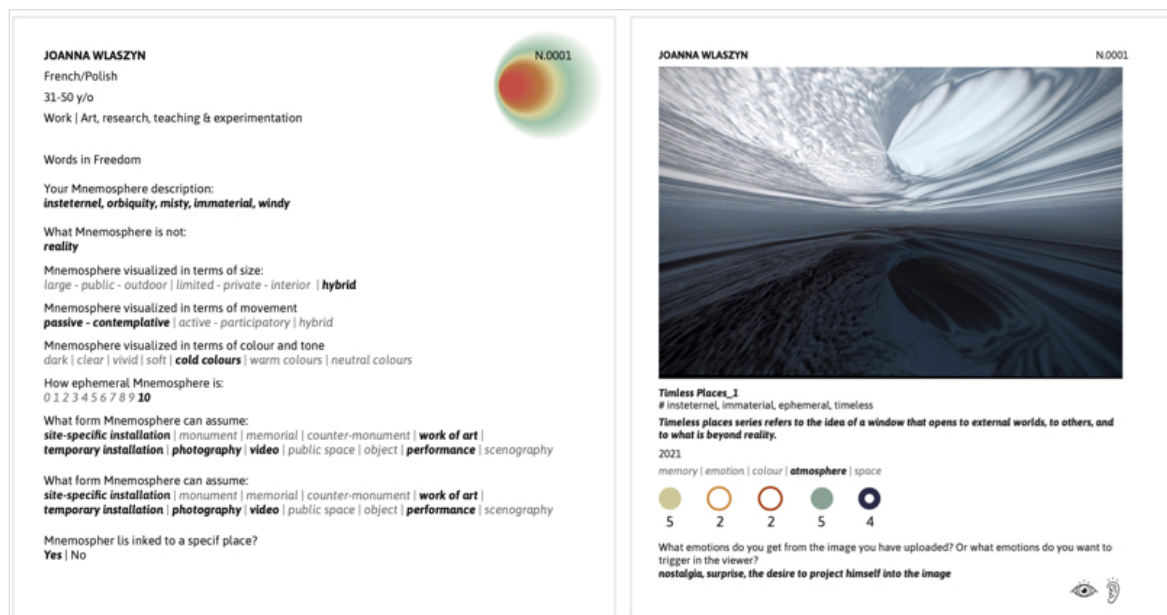 JOANNA WLASZYN
N.0001
French/Polish
31-50 y/o
Work | Art, research, teaching & experimentation
Words in Freedom
Your Mnemosphere description:
insteternel, orbiquity, misty, immaterial, windy
What Mnemosphere is not:
reality
Mnemosphere visualized in terms of size:
large - public - outdoor | limited - private - interior | hybrid
Mnemosphere visualized in terms of movement
passive - contemplative | active - participatory | hybrid
Mnemosphere visualized in terms of colour and tone
dark | clear | vivid | soft | cold colours | warm colours | neutral colours
How ephemeral Mnemosphere is:
0 1 2 3 4 5 6 7 8 9 10
What form Mnemosphere can assume:
site-specific installation | monument | memorial | counter-monument | work of art |
temporary installation | photography | video | public space | object | performance | scenography
What form Mnemosphere can assume:
site-specific installation | monument | memorial | counter-monument | work of art |
temporary installation | photography | video | public space | object | performance | scenography
Mnemospher lis inked to a specif place?
Yes | No
JOANNA WLASZYN
N.0001
Timless Places_1
# insteternel, immaterial, ephemeral, timeless
Timeless places series refers to the idea of a window that opens to external worlds, to others, and
to what is beyond reality.
2021
memory | emotion | colour | atmosphere | space
5 2 2 5 4
What emotions do you get from the image you have uploaded? Or what emotions do you want to
trigger in the viewer?
nostalgia, surprise, the desire to project himself into the image